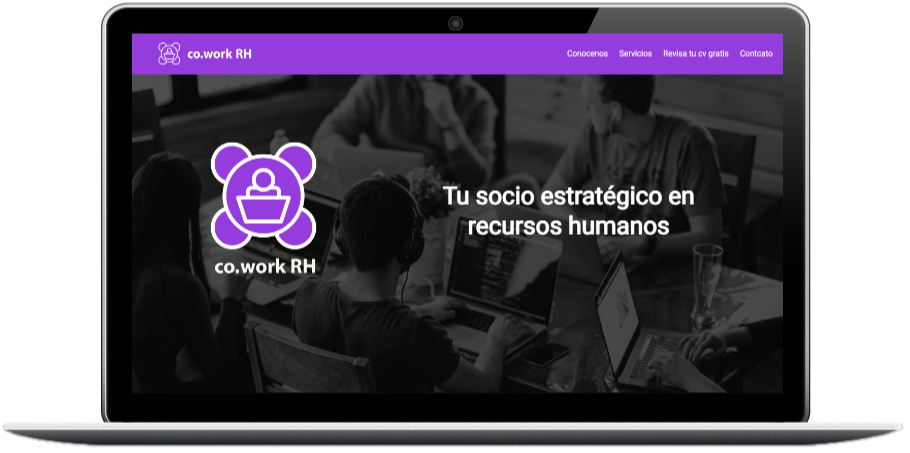 co.work RH
Conocenos Servicios Revisa tu cv gratis Contcato
co.work RH
Tu socio estratégico en
recursos humanos